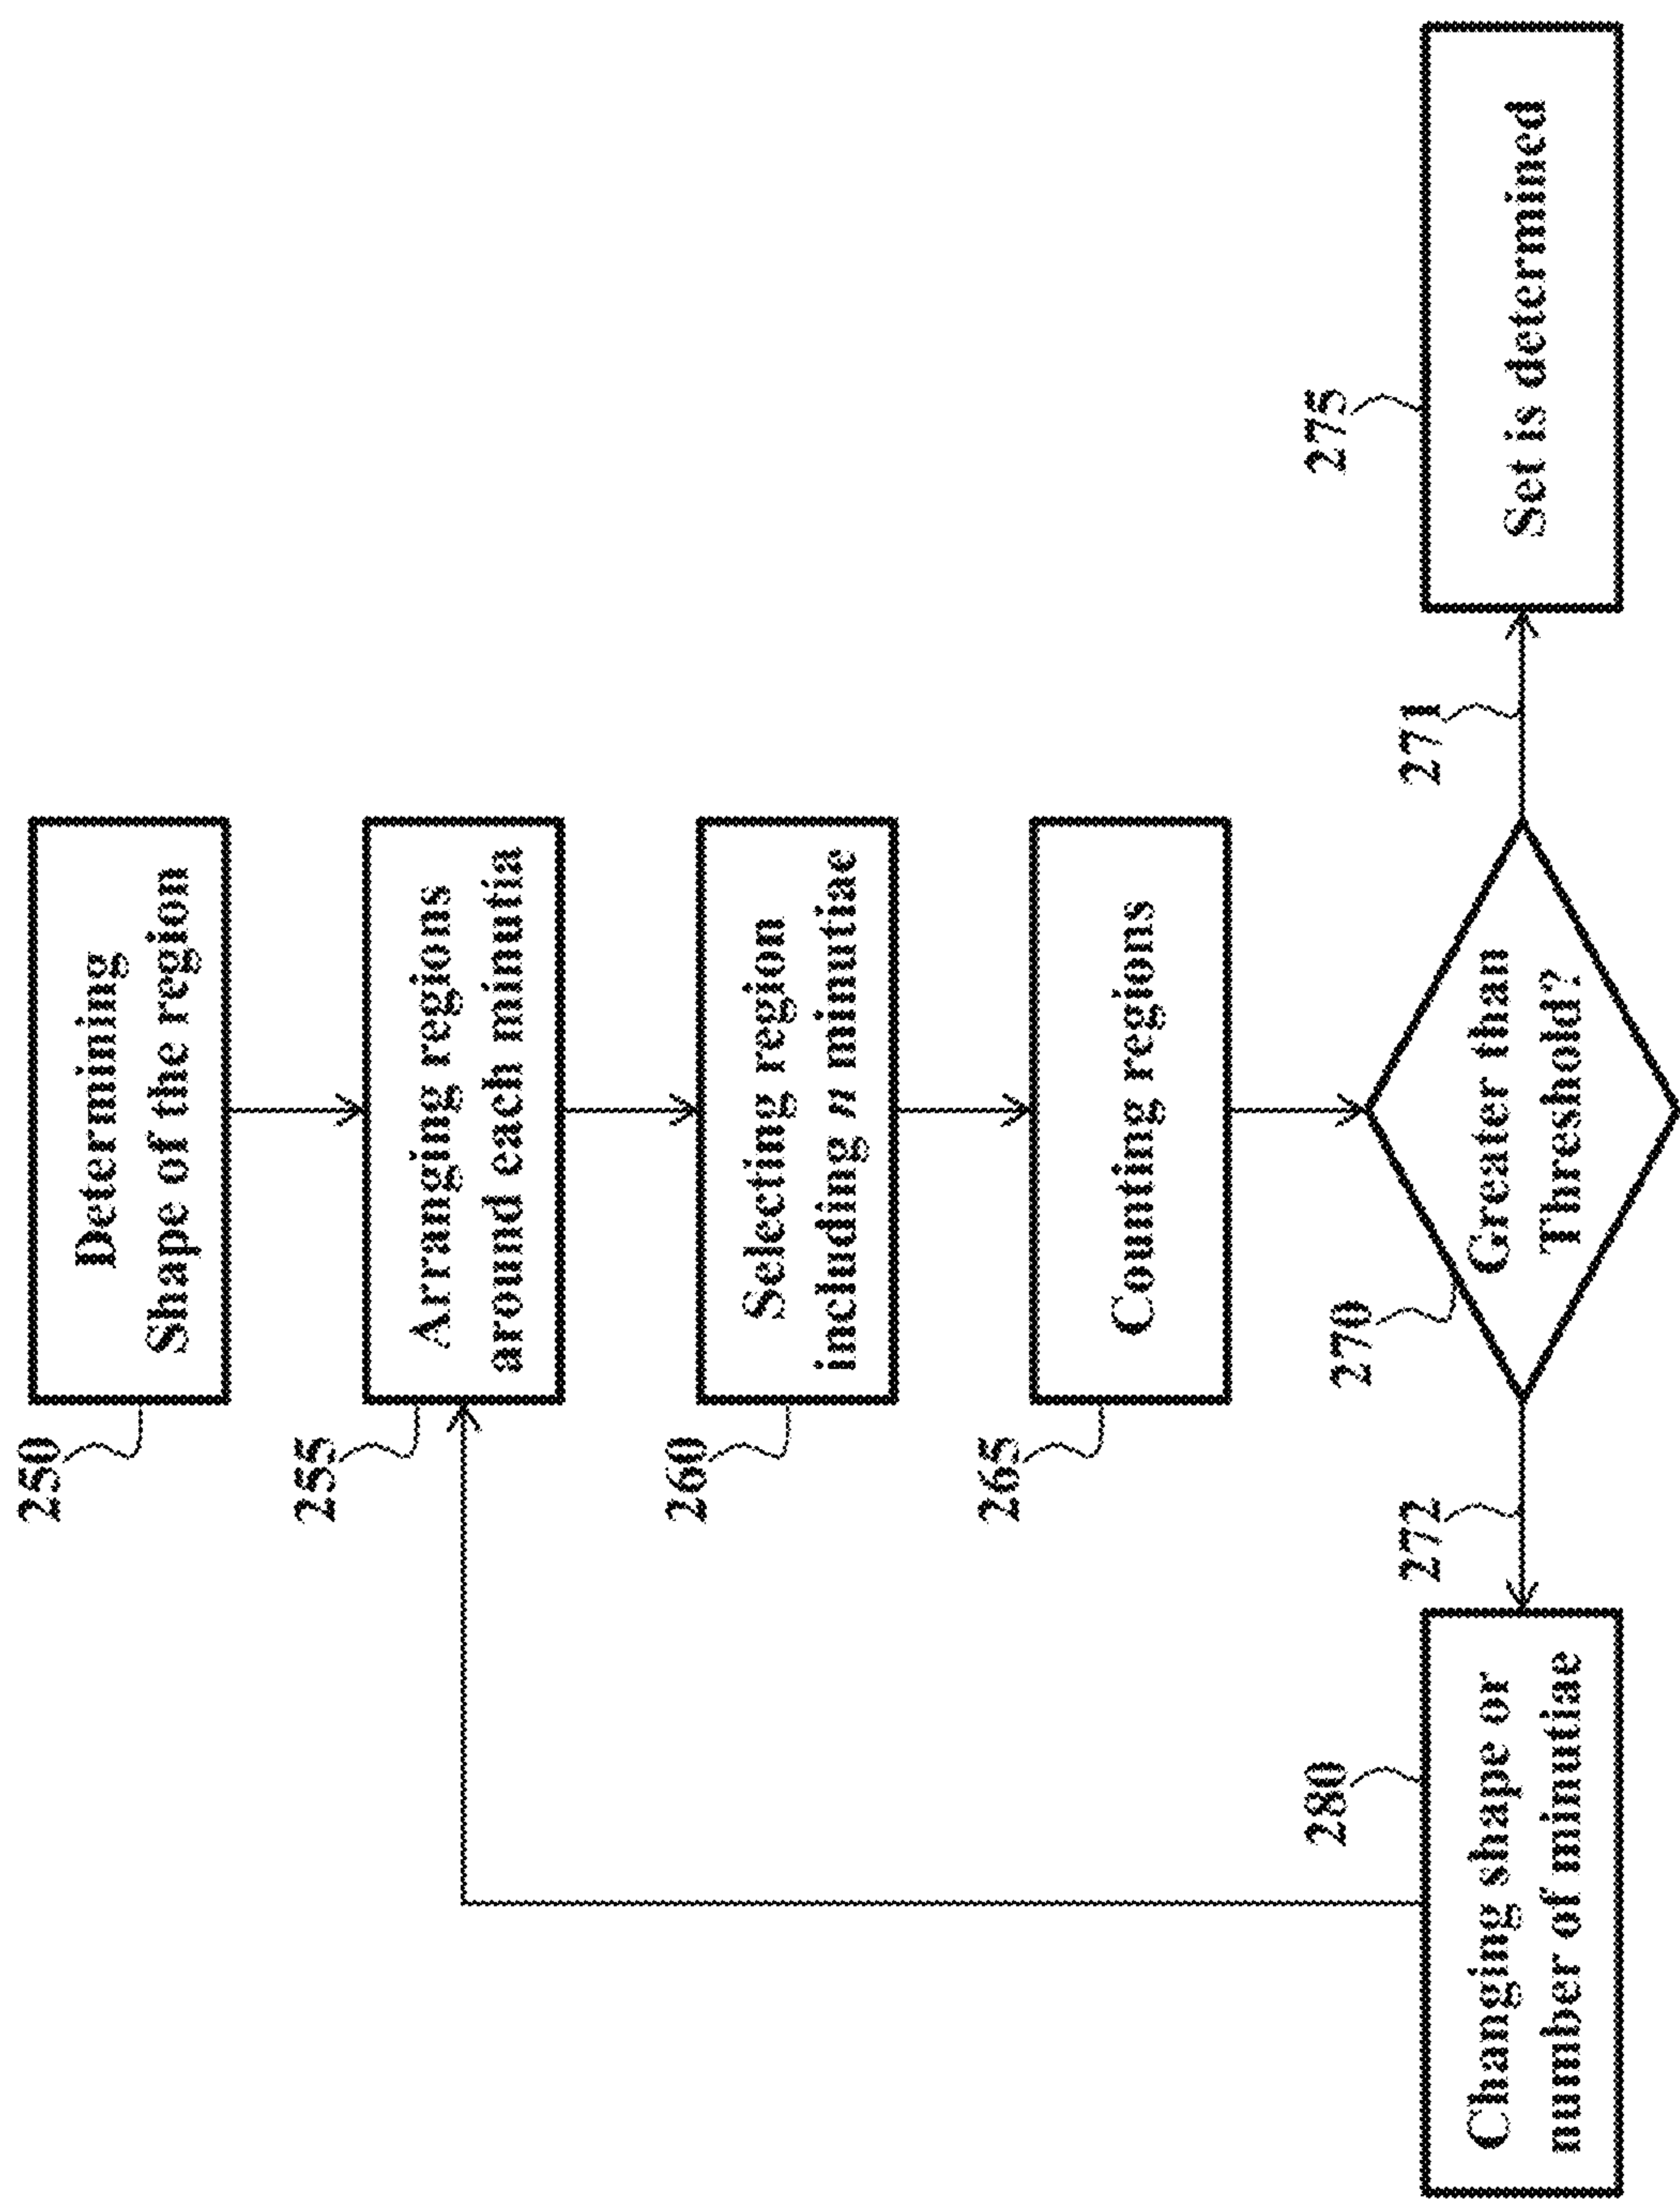 250
Determining
Shape of the region
255
Arranging regions
around each minutia
260
Selecting region
including n minutiae
265
Counting regions
270
Greater than
Threshold?
272
271
280
Changing shape or
number of minutiae
275
Set is determined